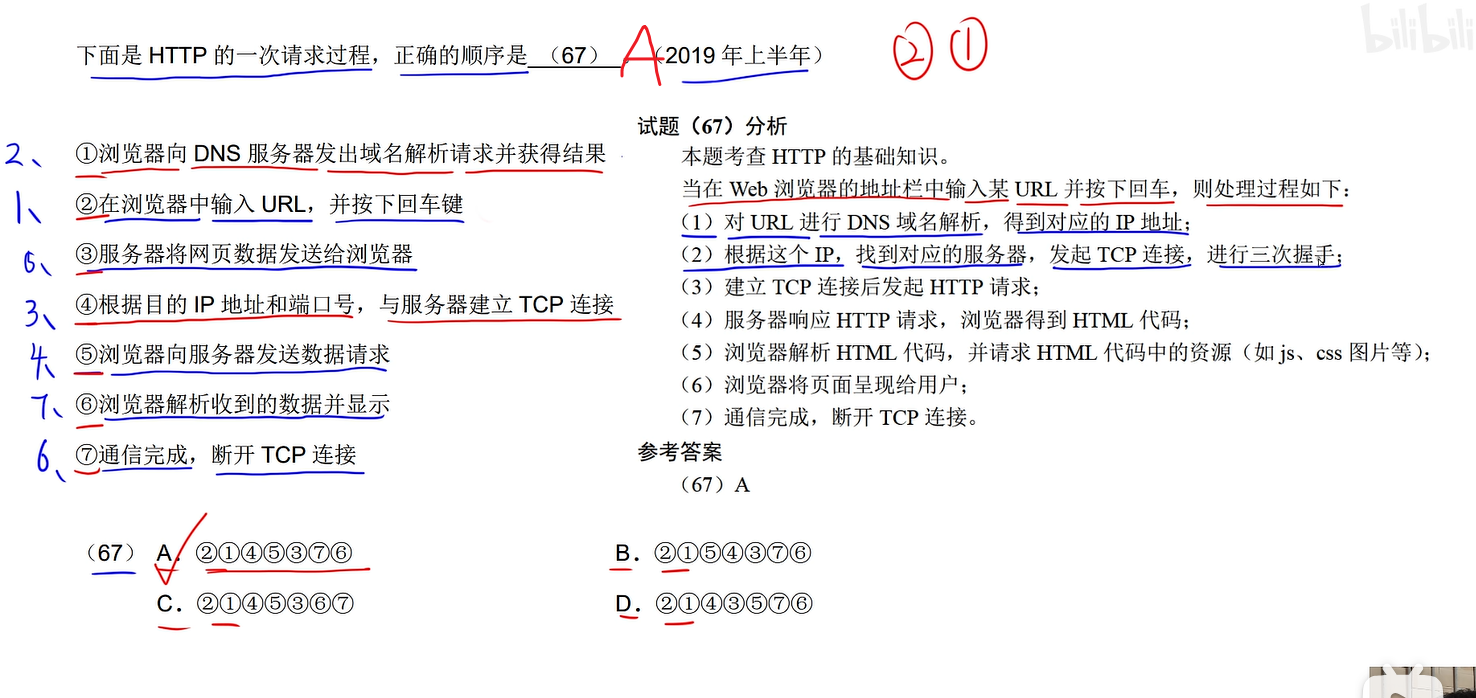 bilibili
下面是 HTTP 的一次请求过程，正确的顺序是 （67） A （2019 年上半年） ② ①
2、 ①浏览器向 DNS 服务器发出域名解析请求并获得结果
1、 ②在浏览器中输入 URL，并按下回车键
③服务器将网页数据发送给浏览器
3、 ④根据目的 IP 地址和端口号，与服务器建立 TCP 连接
4、 ⑤浏览器向服务器发送数据请求
7、 ⑥浏览器解析收到的数据并显示
6、 ⑦通信完成，断开 TCP 连接
试题（67）分析
本题考查 HTTP 的基础知识。
当在 Web 浏览器的地址栏中输入某 URL 并按下回车，则处理过程如下：
（1）对 URL 进行 DNS 域名解析，得到对应的 IP 地址；
（2）根据这个 IP，找到对应的服务器，发起 TCP 连接，进行三次握手；
（3）建立 TCP 连接后发起 HTTP 请求；
（4）服务器响应 HTTP 请求，浏览器得到 HTML 代码；
（5）浏览器解析 HTML 代码，并请求 HTML 代码中的资源（如 js、css 图片等）；
（6）浏览器将页面呈现给用户；
（7）通信完成，断开 TCP 连接。
参考答案
（67）A
（67） A．②①④⑤③⑦⑥ B．②①⑤④③⑦⑥
C．②①④⑤③⑥⑦ D．②①④③⑤⑦⑥